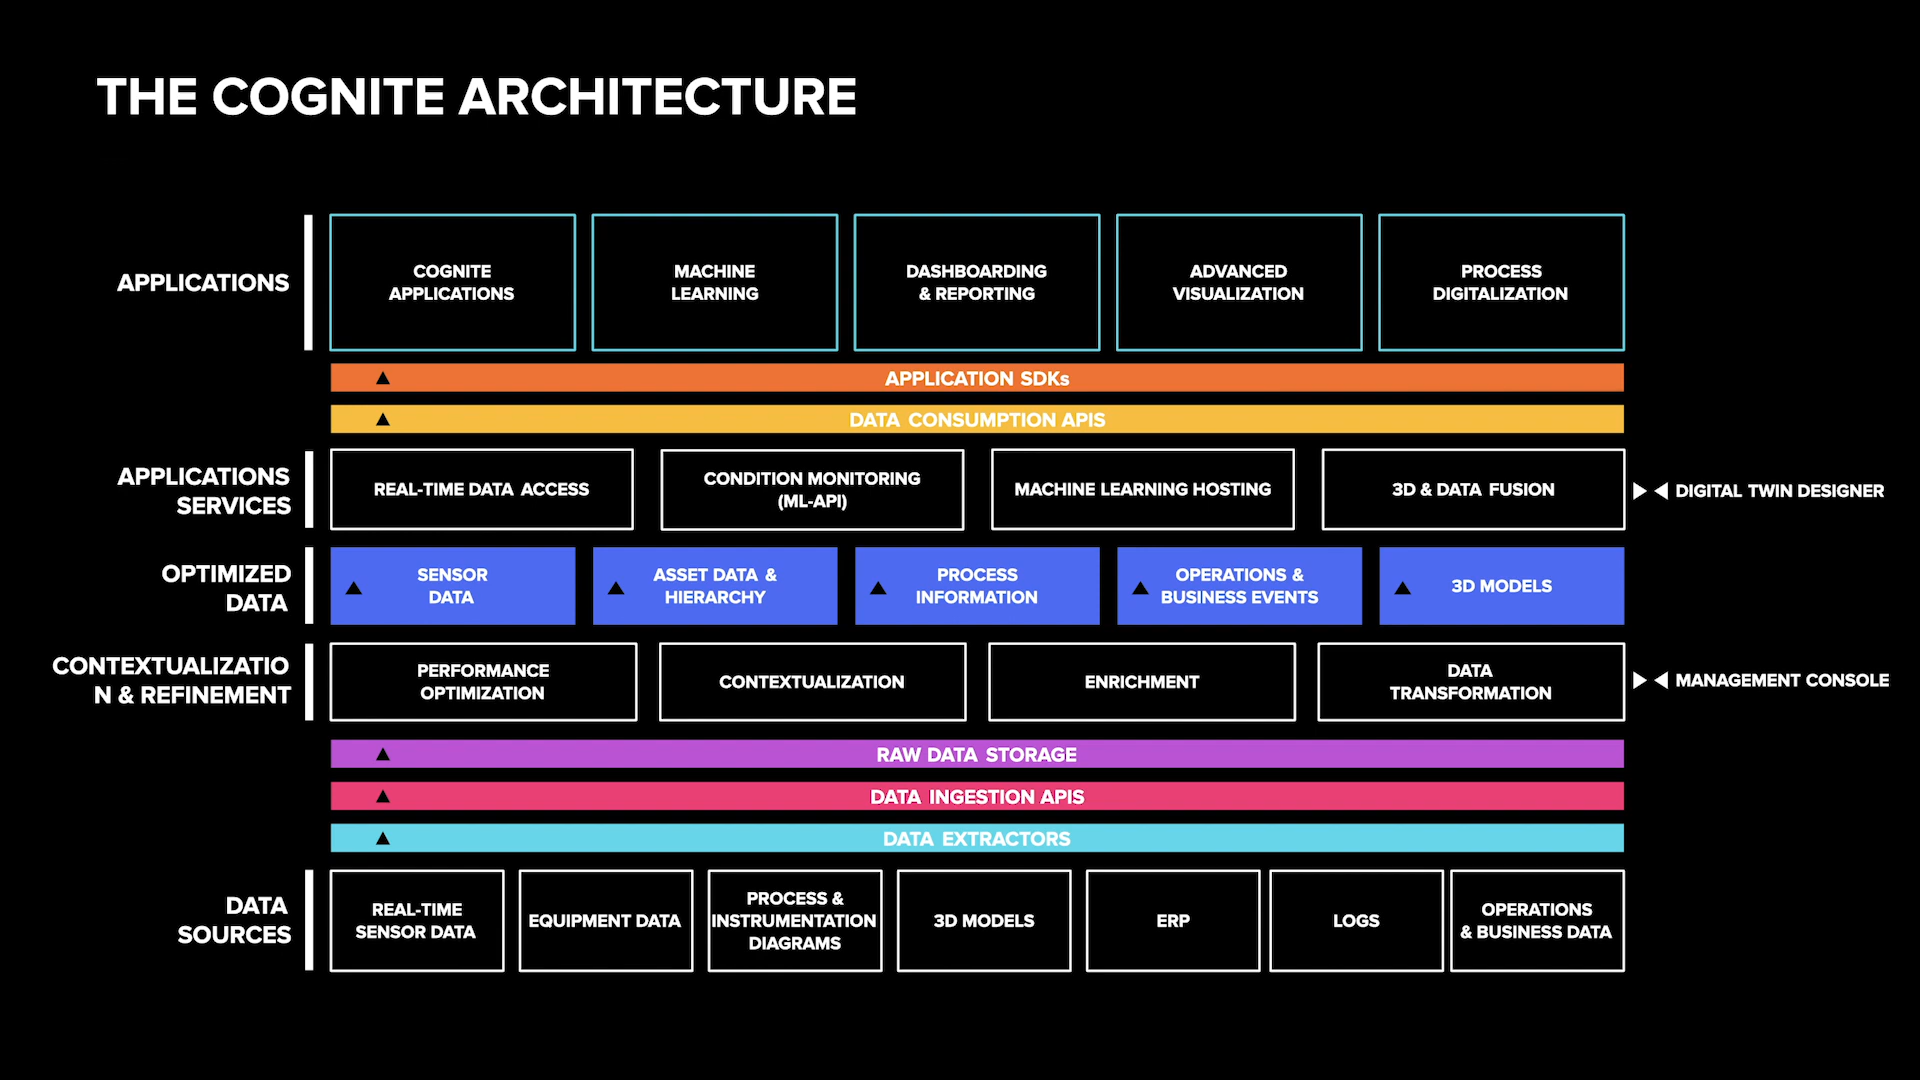 THE COGNITE ARCHITECTURE
APPLICATIONS
COGNITE
APPLICATIONS
MACHINE
LEARNING
DASHBOARDING
& REPORTING
ADVANCED
VISUALIZATION
PROCESS
DIGITALIZATION
APPLICATION SDKs
DATA CONSUMPTION APIS
APPLICATIONS
SERVICES
REAL-TIME DATA ACCESS
CONDITION MONITORING
(ML-API)
MACHINE LEARNING HOSTING
3D & DATA FUSION
DIGITAL TWIN DESIGNER
OPTIMIZED
DATA
SENSOR
DATA
ASSET DATA &
HIERARCHY
PROCESS
INFORMATION
OPERATIONS &
BUSINESS EVENTS
3D MODELS
CONTEXTUALIZATIO
N & REFINEMENT
PERFORMANCE
OPTIMIZATION
CONTEXTUALIZATION
ENRICHMENT
DATA
TRANSFORMATION
MANAGEMENT CONSOLE
RAW DATA STORAGE
DATA INGESTION APIS
DATA EXTRACTORS
DATA
SOURCES
REAL-TIME
SENSOR DATA
EQUIPMENT DATA
PROCESS &
INSTRUMENTATION
DIAGRAMS
3D MODELS
ERP
LOGS
OPERATIONS
& BUSINESS DATA